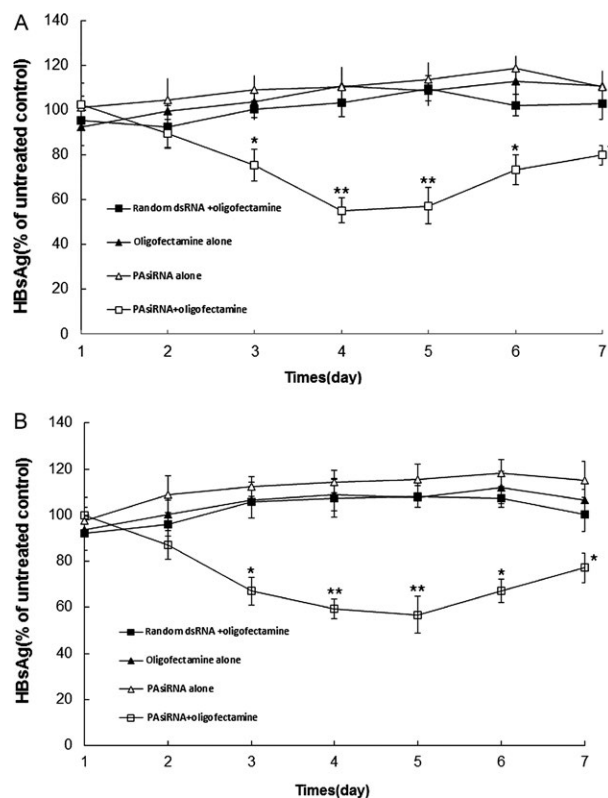 A
140
120
100
80
60
40
20
0
HBsAg(% of untreated control)
*
**
**
*
Random dsRNA +oligofectamine
Oligofectamine alone
PAsiRNA alone
PAsiRNA+oligofectamine
1 2 3 4 5 6 7
Times(day)
B
140
120
100
80
60
40
20
0
HBsAg(% of untreated control)
*
**
**
*
*
Random dsRNA +oligofectamine
Oligofectamine alone
PAsiRNA alone
PAsiRNA+oligofectamine
1 2 3 4 5 6 7
Times(day)